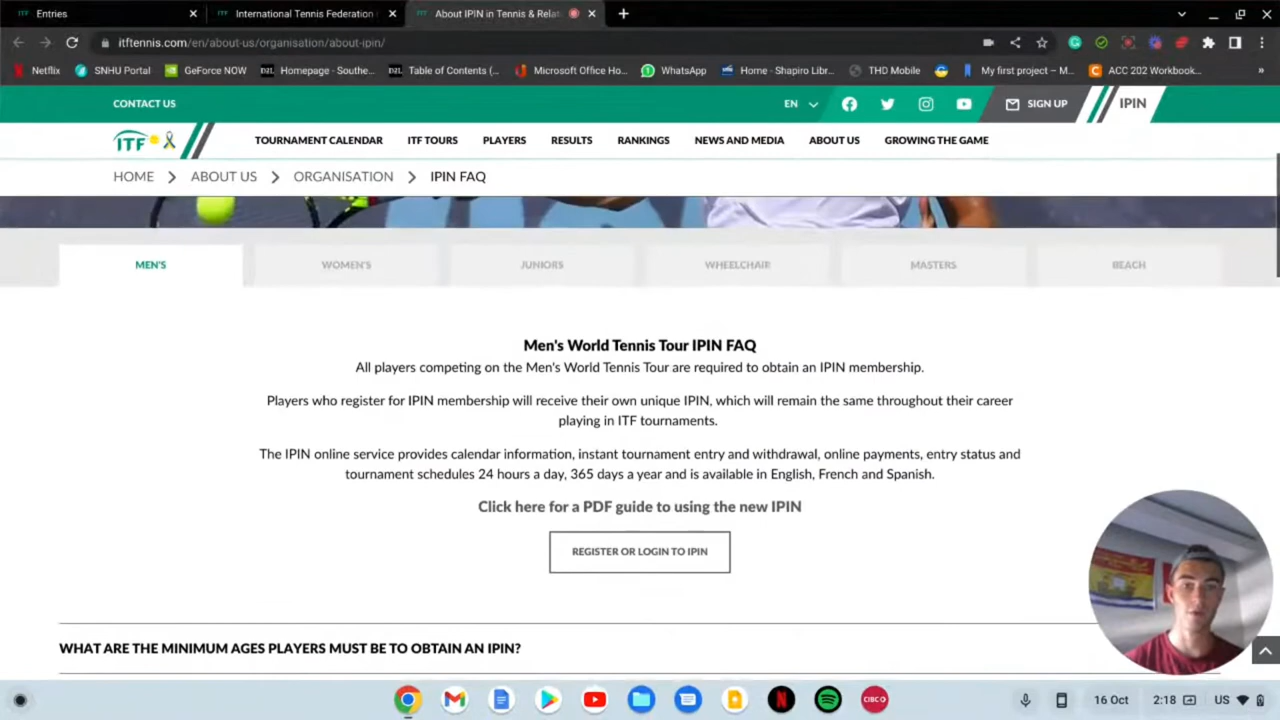 ITF Entries
ITF International Tennis Federation
ITF About IPIN in Tennis & Relat
itftennis.com/en/about-us/organisation/about-ipin/
Netflix SNHU Portal GeForce NOW D2L Homepage - Southe... D2L Table of Contents (... Microsoft Office Ho... WhatsApp Home - Shapiro Libr... THD Mobile My first project – M... C ACC 202 Workbook... »
CONTACT US EN SIGN UP IPIN
ITF TOURNAMENT CALENDAR ITF TOURS PLAYERS RESULTS RANKINGS NEWS AND MEDIA ABOUT US GROWING THE GAME
HOME > ABOUT US > ORGANISATION > IPIN FAQ
MEN'S WOMEN'S JUNIORS WHEELCHAIR MASTERS BEACH
Men's World Tennis Tour IPIN FAQ
All players competing on the Men's World Tennis Tour are required to obtain an IPIN membership.
Players who register for IPIN membership will receive their own unique IPIN, which will remain the same throughout their career
playing in ITF tournaments.
The IPIN online service provides calendar information, instant tournament entry and withdrawal, online payments, entry status and
tournament schedules 24 hours a day, 365 days a year and is available in English, French and Spanish.
Click here for a PDF guide to using the new IPIN
REGISTER OR LOGIN TO IPIN
WHAT ARE THE MINIMUM AGES PLAYERS MUST BE TO OBTAIN AN IPIN?
N CIBC 16 Oct 2:18 US